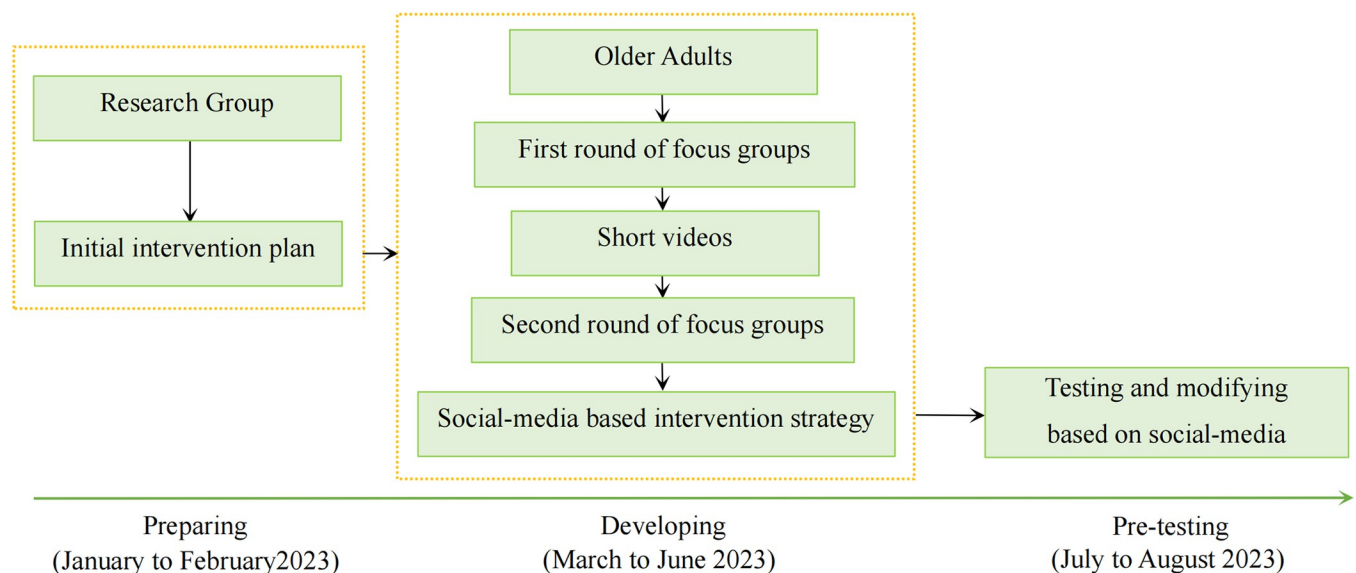 Research Group
Initial intervention plan
Older Adults
First round of focus groups
Short videos
Second round of focus groups
Social-media based intervention strategy
Testing and modifying
based on social-media
Preparing
(January to February2023)
Developing
(March to June 2023)
Pre-testing
(July to August 2023)